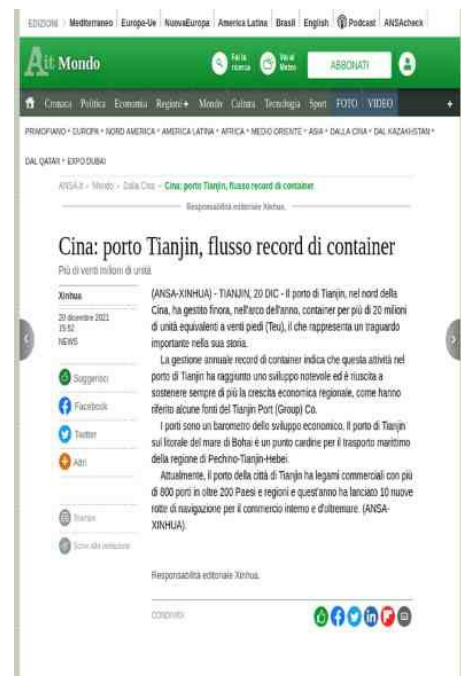 EDIZIONI Mediterraneo Europa-Ue NuovaEuropa America Latina Brasil English Podcast ANSAcheck
Ait Mondo
Fai la ricerca
Vai al Meteo
ABBONATI
Cronaca Politica Economia Regioni + Mondo Cultura Tecnologia Sport FOTO VIDEO +
PRIMOPIANO • EUROPA • NORD AMERICA • AMERICA LATINA • AFRICA • MEDIO ORIENTE • ASIA • DALLA CINA • DAL KAZAKHSTAN •
DAL QATAR • EXPO DUBAI
ANSA.it > Mondo > Dalla Cina > Cina: porto Tianjin, flusso record di container
Responsabilità editoriale Xinhua.
Cina: porto Tianjin, flusso record di container
Più di venti milioni di unità
Xinhua
20 dicembre 2021
15:52
NEWS
Suggerisci
Facebook
Twitter
Altri
Stampa
Scrivi alla redazione
(ANSA-XINHUA) - TIANJIN, 20 DIC - Il porto di Tianjin, nel nord della
Cina, ha gestito finora, nell'arco dell'anno, container per più di 20 milioni
di unità equivalenti a venti piedi (Teu), il che rappresenta un traguardo
importante nella sua storia.
La gestione annuale record di container indica che questa attività nel
porto di Tianjin ha raggiunto uno sviluppo notevole ed è riuscita a
sostenere sempre di più la crescita economica regionale, come hanno
riferito alcune fonti del Tianjin Port (Group) Co.
I porti sono un barometro dello sviluppo economico. Il porto di Tianjin
sul litorale del mare di Bohai è un punto cardine per il trasporto marittimo
della regione di Pechino-Tianjin-Hebei.
Attualmente, il porto della città di Tianjin ha legami commerciali con più
di 800 porti in oltre 200 Paesi e regioni e quest'anno ha lanciato 10 nuove
rotte di navigazione per il commercio interno e d'oltremare. (ANSA-
XINHUA).
Responsabilità editoriale Xinhua.
CONDIVIDI